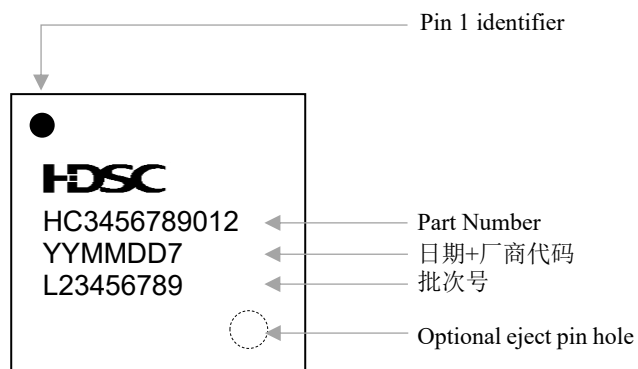 Pin 1 identifier
HDSC
HC3456789012
Part Number
YYMMDD7
日期+厂商代码
L23456789
批次号
Optional eject pin hole